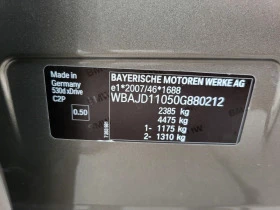 Made in
Germany
530d xDrive
C2P
0.50
BAYERISCHE MOTOREN WERKE AG
e1*2007/46*1688
WBAJD11050G880212
2385 kg
4475 kg
1- 1175 kg
2- 1310 kg